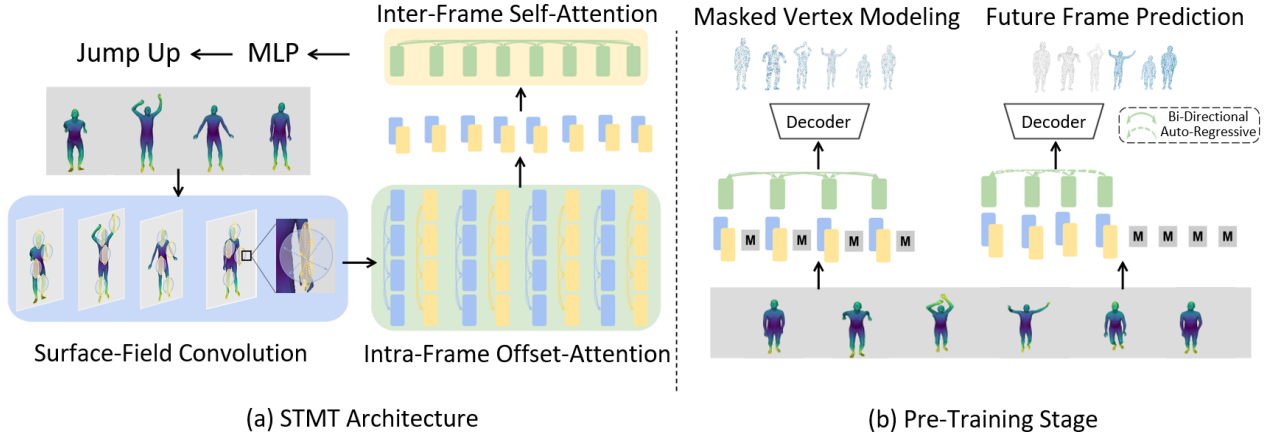 Inter-Frame Self-Attention
Jump Up
MLP
Surface-Field Convolution
Intra-Frame Offset-Attention
(a) STMT Architecture
Masked Vertex Modeling
Future Frame Prediction
Decoder
Decoder
Bi-Directional
Auto-Regressive
M M M M
M M M M
(b) Pre-Training Stage